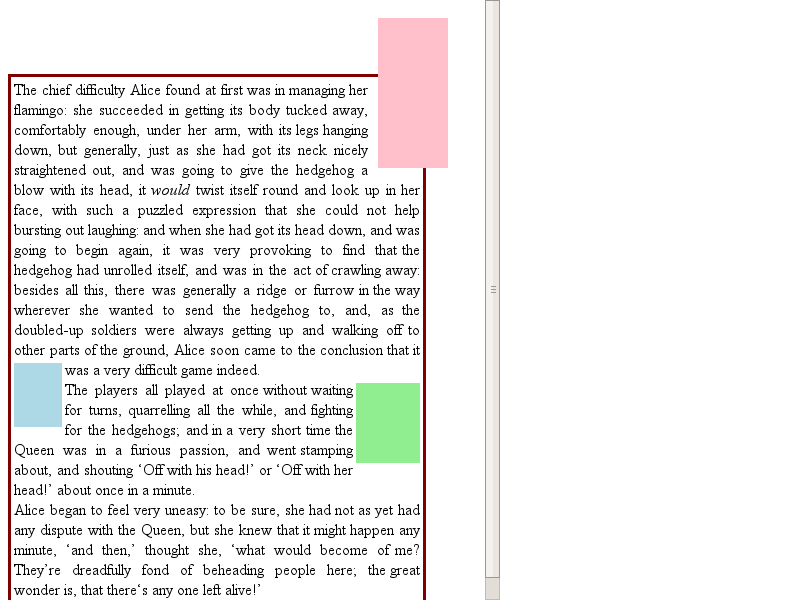 The chief difficulty Alice found at first was in managing her
flamingo: she succeeded in getting its body tucked away,
comfortably enough, under her arm, with its legs hanging
down, but generally, just as she had got its neck nicely
straightened out, and was going to give the hedgehog a
blow with its head, it would twist itself round and look up in her
face, with such a puzzled expression that she could not help
bursting out laughing: and when she had got its head down, and was
going to begin again, it was very provoking to find that the
hedgehog had unrolled itself, and was in the act of crawling away:
besides all this, there was generally a ridge or furrow in the way
wherever she wanted to send the hedgehog to, and, as the
doubled-up soldiers were always getting up and walking off to
other parts of the ground, Alice soon came to the conclusion that it
was a very difficult game indeed.
The players all played at once without waiting
for turns, quarrelling all the while, and fighting
for the hedgehogs; and in a very short time the
Queen was in a furious passion, and went stamping
about, and shouting ‘Off with his head!’ or ‘Off with her
head!’ about once in a minute.
Alice began to feel very uneasy: to be sure, she had not as yet had
any dispute with the Queen, but she knew that it might happen any
minute, ‘and then,’ thought she, ‘what would become of me?
They’re dreadfully fond of beheading people here; the great
wonder is, that there‘s any one left alive!’